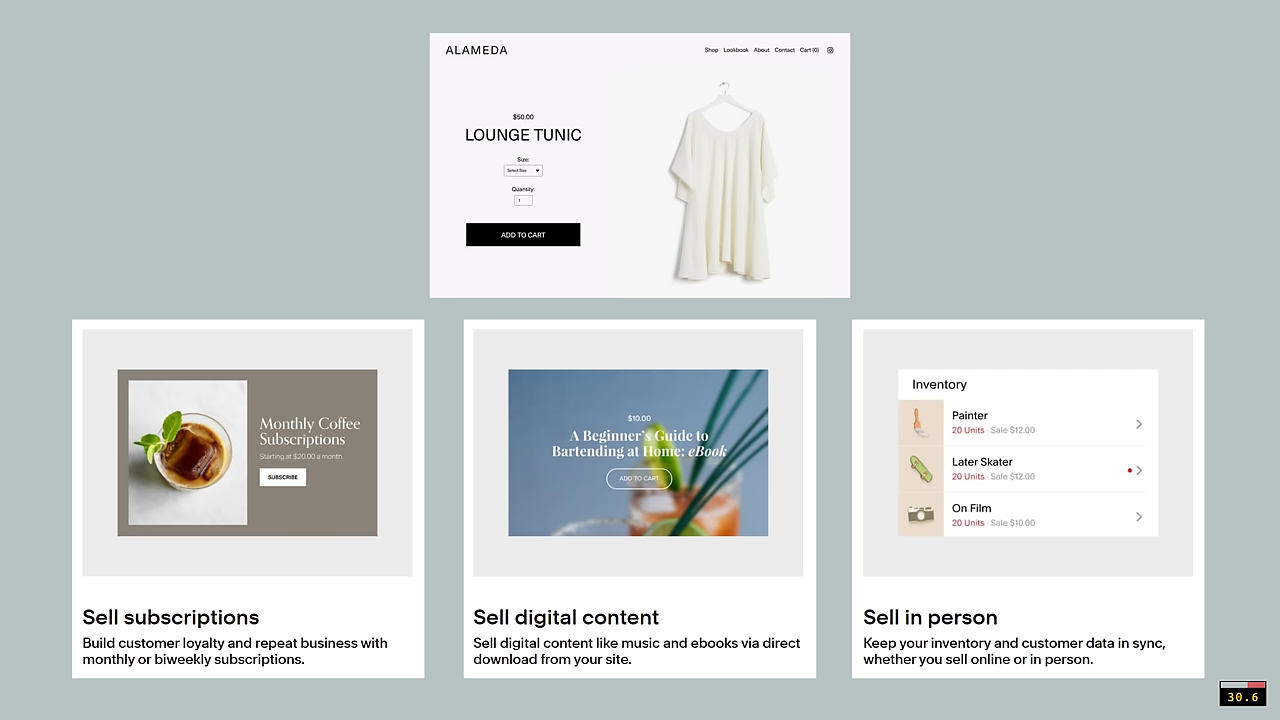 ALAMEDA
Shop Lookbook About Contact Cart (0)
$50.00
LOUNGE TUNIC
Size:
Select Size
Quantity:
1
ADD TO CART
Monthly Coffee
Subscriptions
Starting at $20.00 a month.
SUBSCRIBE
Sell subscriptions
Build customer loyalty and repeat business with
monthly or biweekly subscriptions.
$10.00
A Beginner's Guide to
Bartending at Home: eBook
ADD TO CART
Sell digital content
Sell digital content like music and ebooks via direct
download from your site.
Inventory
Painter
20 Units · Sale $12.00
Later Skater
20 Units · Sale $12.00
On Film
20 Units · Sale $10.00
Sell in person
Keep your inventory and customer data in sync,
whether you sell online or in person.
30.6